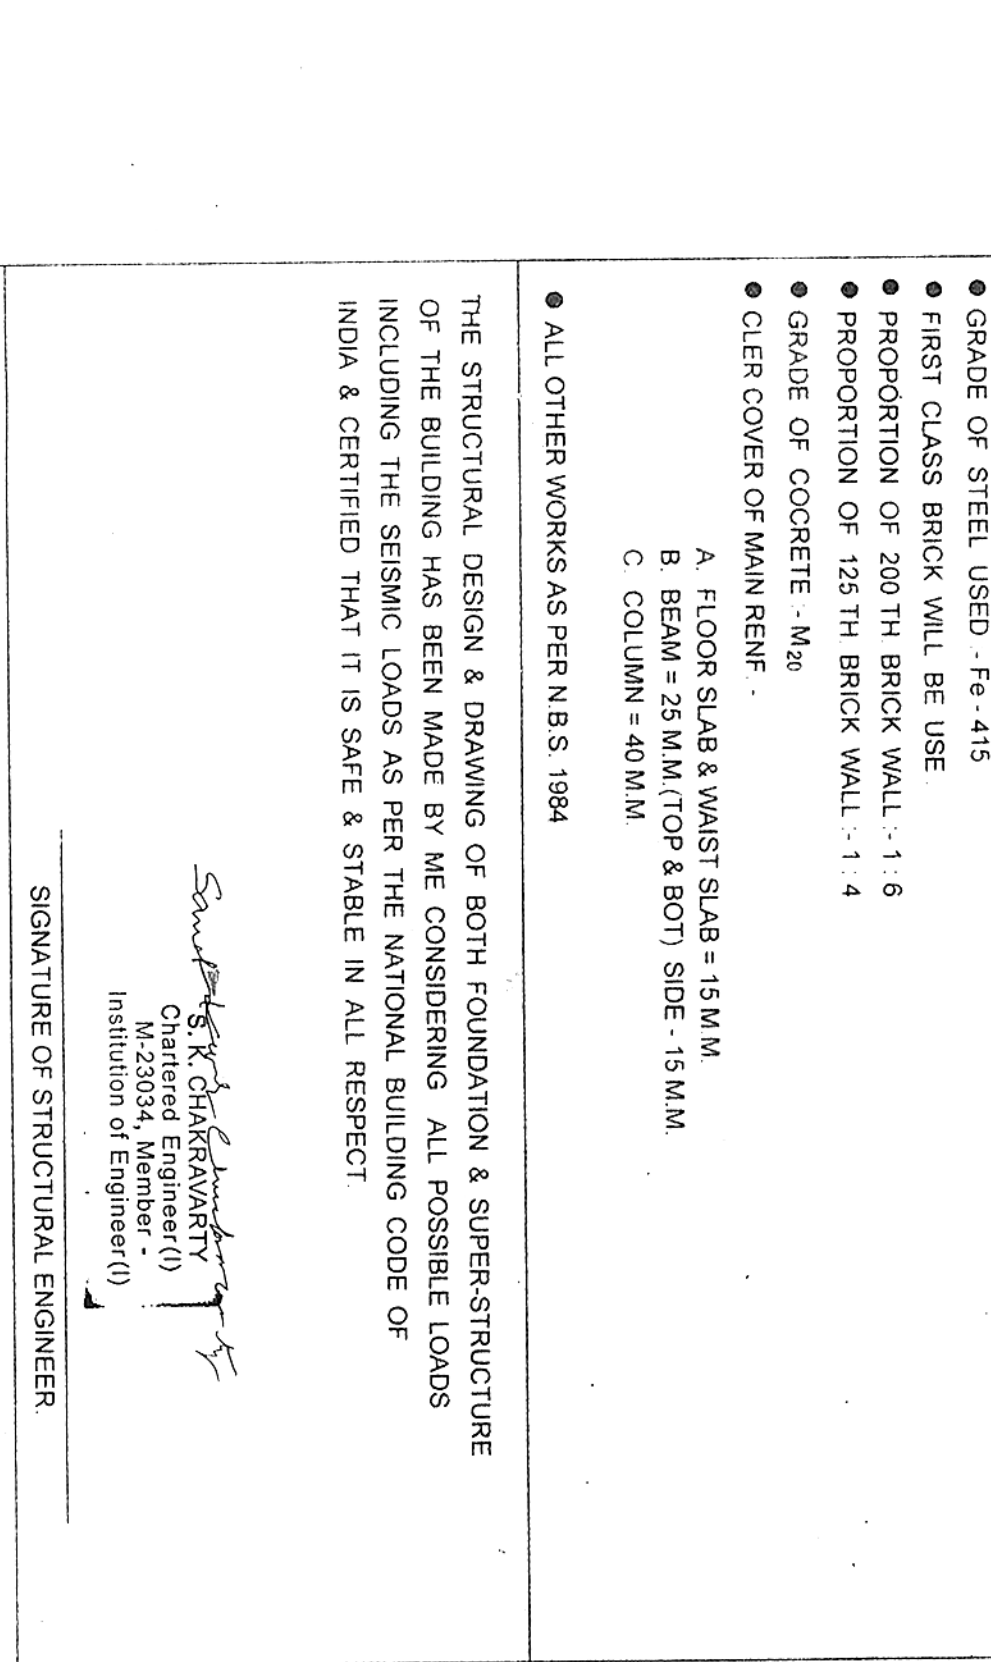 ● GRADE OF STEEL USED - Fe - 415
● FIRST CLASS BRICK WILL BE USE.
● PROPORTION OF 200 TH. BRICK WALL :- 1 : 6
● PROPORTION OF 125 TH. BRICK WALL :- 1 : 4
● GRADE OF COCRETE :- M20
● CLER COVER OF MAIN RENF. -
A. FLOOR SLAB & WAIST SLAB = 15 M.M.
B. BEAM = 25 M.M.(TOP & BOT) SIDE - 15 M.M.
C. COLUMN = 40 M.M.
● ALL OTHER WORKS AS PER N.B.S. 1984
THE STRUCTURAL DESIGN & DRAWING OF BOTH FOUNDATION & SUPER-STRUCTURE
OF THE BUILDING HAS BEEN MADE BY ME CONSIDERING ALL POSSIBLE LOADS
INCLUDING THE SEISMIC LOADS AS PER THE NATIONAL BUILDING CODE OF
INDIA & CERTIFIED THAT IT IS SAFE & STABLE IN ALL RESPECT.
S. K. CHAKRAVARTY
Chartered Engineer(I)
M-23034, Member -
Institution of Engineer(I)
SIGNATURE OF STRUCTURAL ENGINEER.